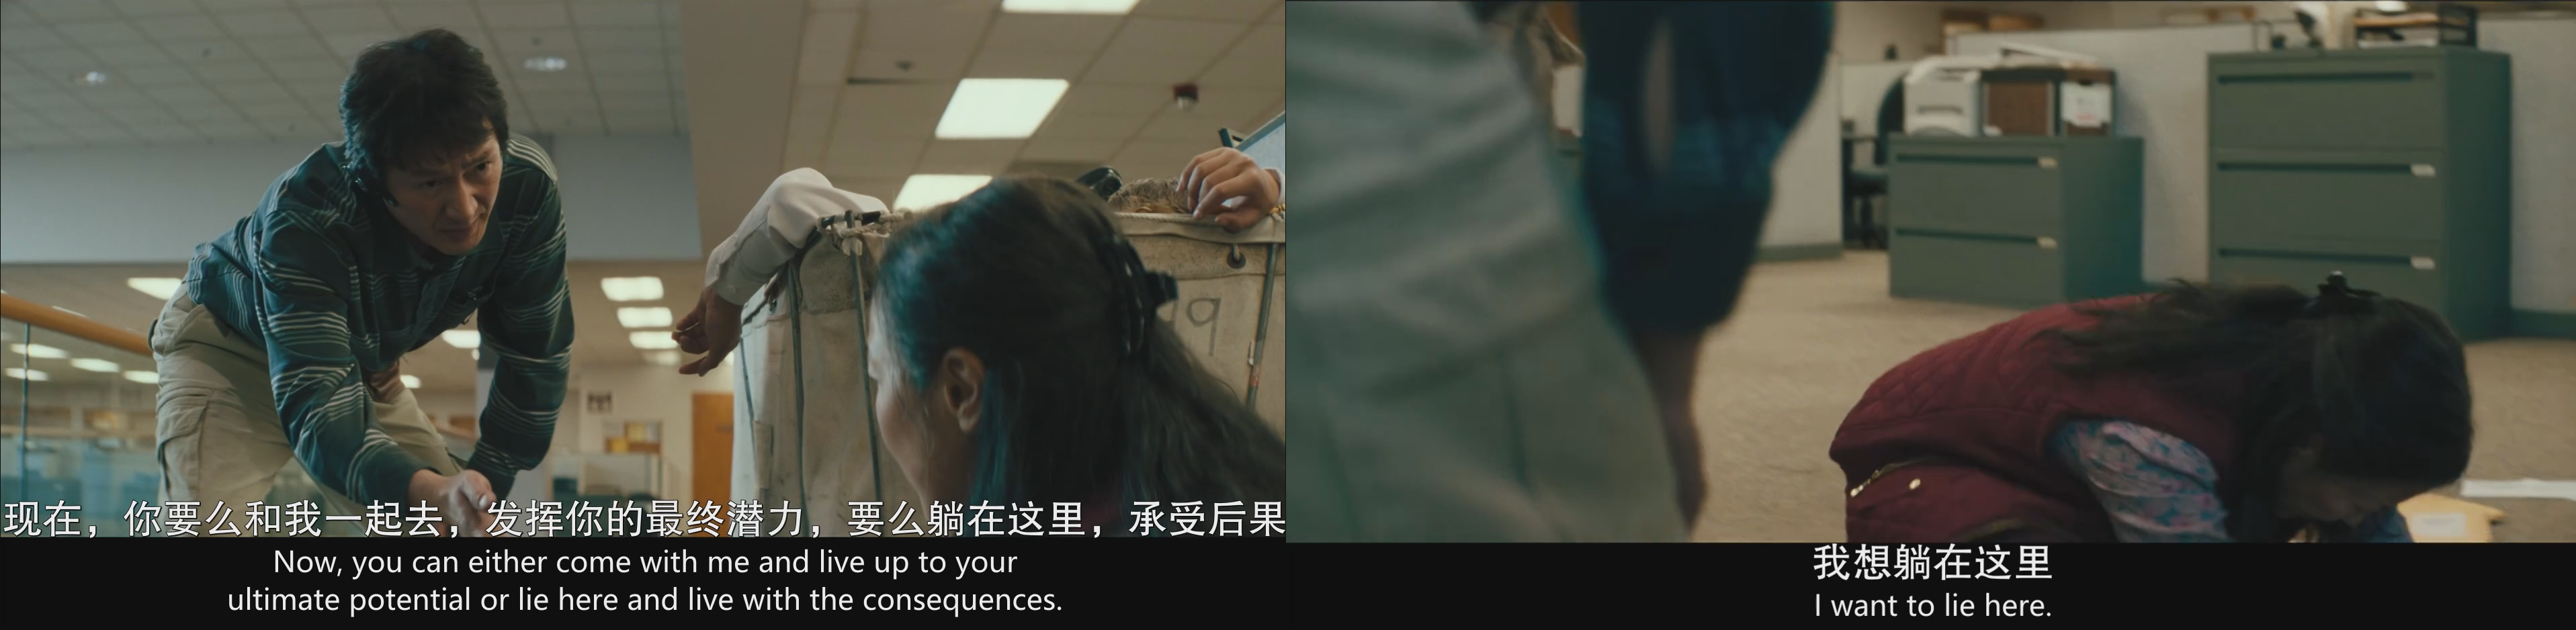 现在，你要么和我一起去，发挥你的最终潜力，要么躺在这里，承受后果
Now, you can either come with me and live up to your
ultimate potential or lie here and live with the consequences.
我想躺在这里
I want to lie here.